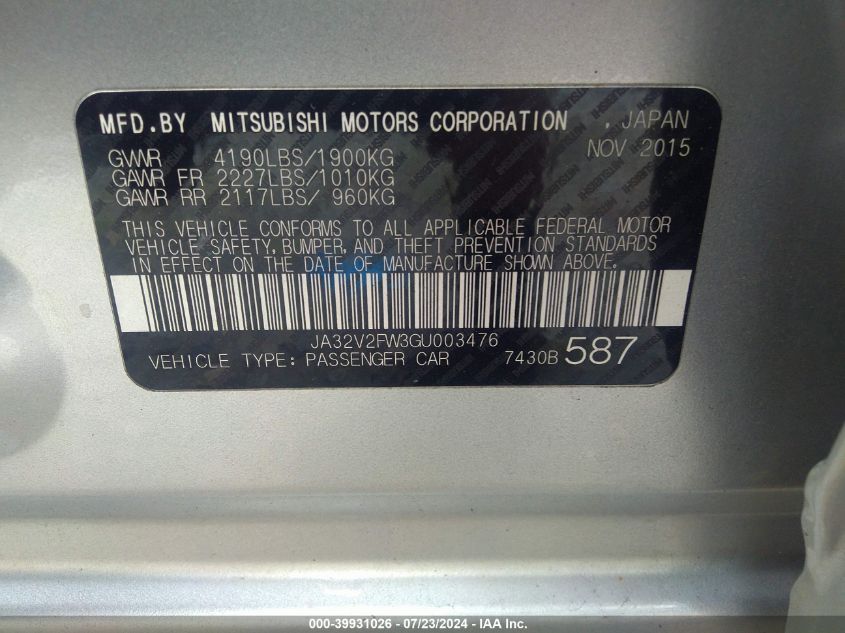 MFD.BY MITSUBISHI MOTORS CORPORATION , JAPAN
GVWR 4190LBS/1900KG NOV 2015
GAWR FR 2227LBS/1010KG
GAWR RR 2117LBS/ 960KG
THIS VEHICLE CONFORMS TO ALL APPLICABLE FEDERAL MOTOR
VEHICLE SAFETY, BUMPER, AND THEFT PREVENTION STANDARDS
IN EFFECT ON THE DATE OF MANUFACTURE SHOWN ABOVE.
JA32V2FW3GU003476
VEHICLE TYPE: PASSENGER CAR 7430B 587
000-39931026 / 07/23/2024 - IAA Inc.